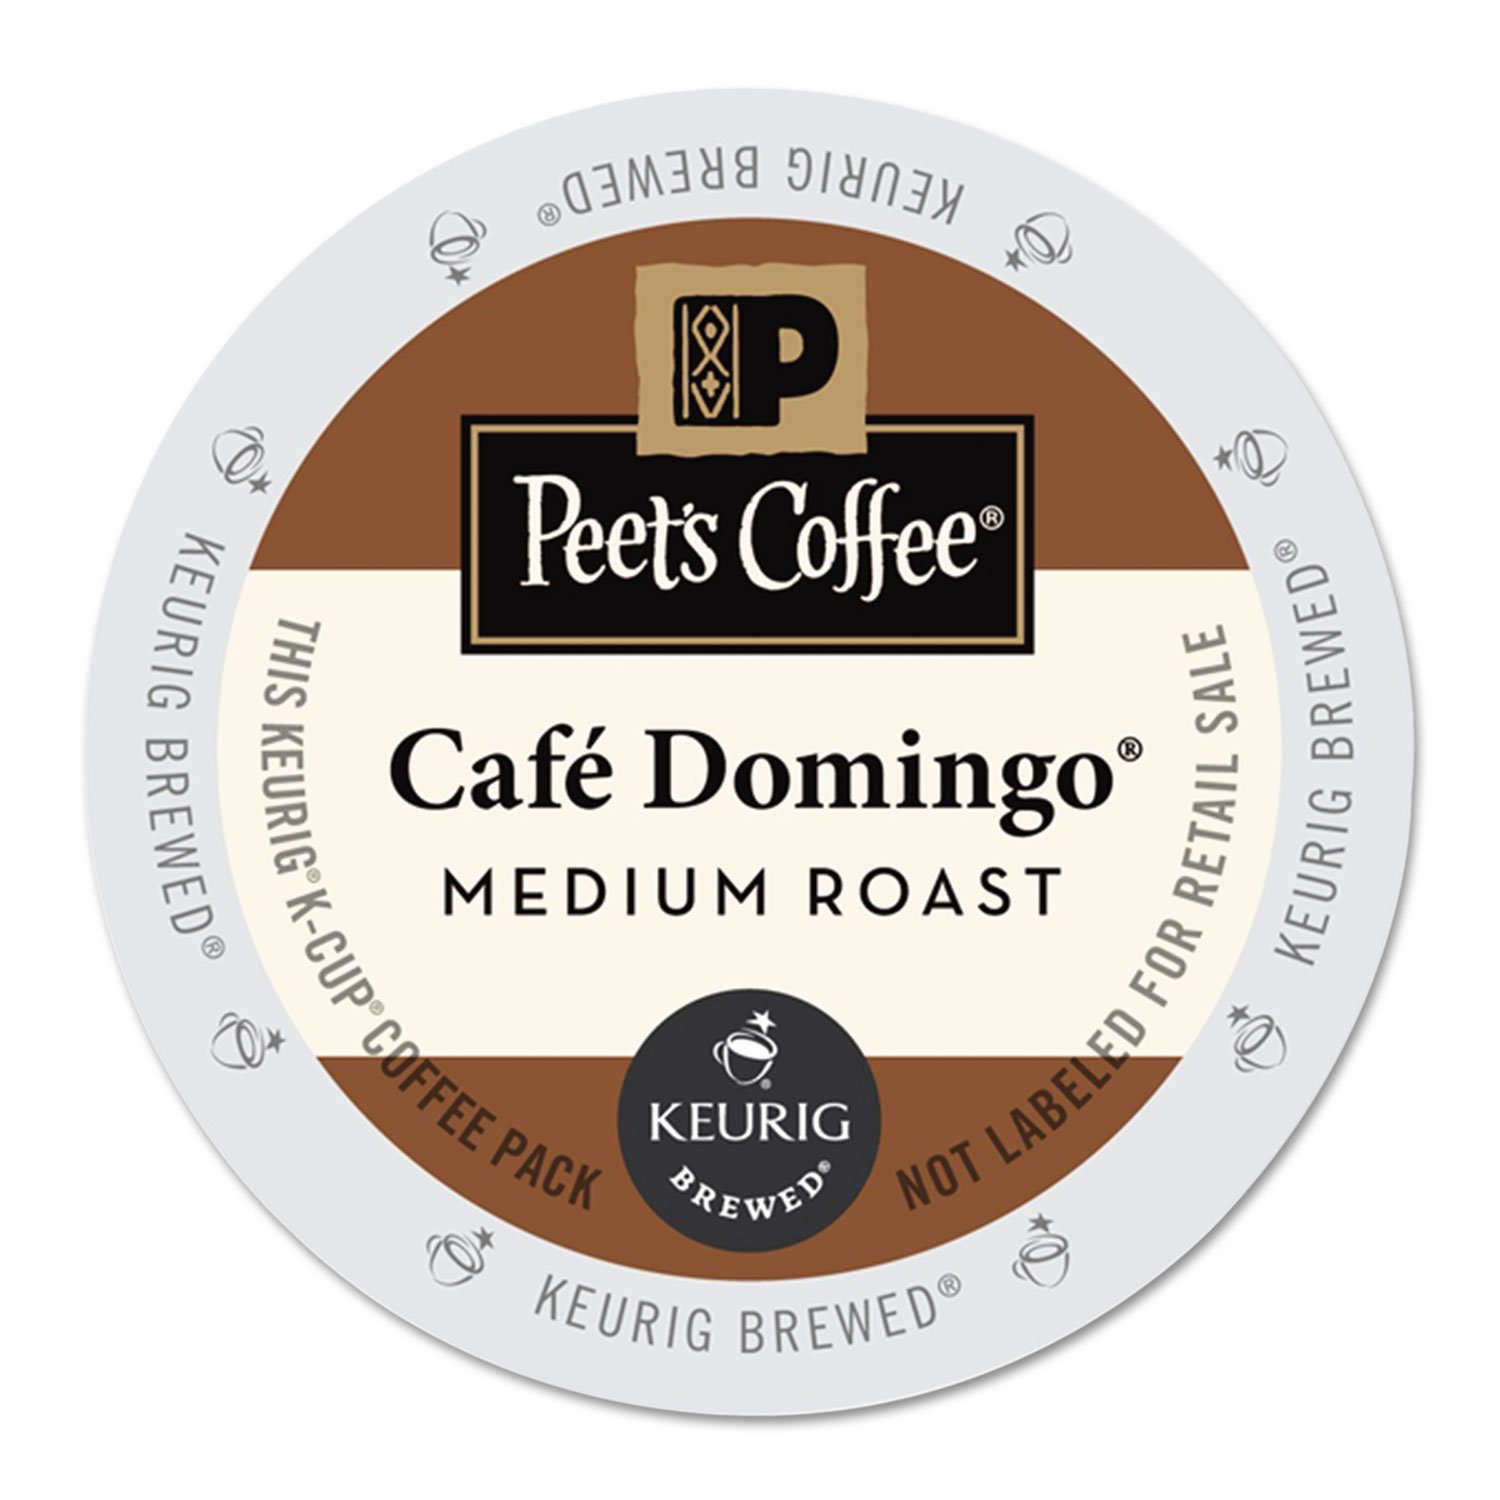 KEURIG BREWED®
P
Peet's Coffee®
Café Domingo®
MEDIUM ROAST
THIS KEURIG® K-CUP® COFFEE PACK
NOT LABELED FOR RETAIL SALE
®
KEURIG
BREWED®
KEURIG BREWED®
KEURIG BREWED®
KEURIG BREWED®